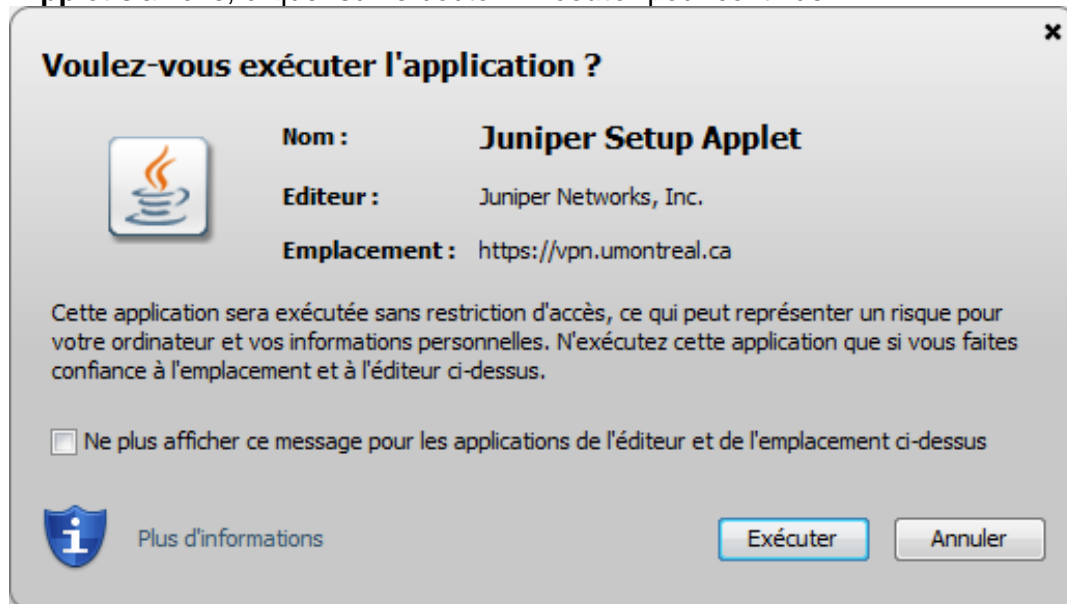 Voulez-vous exécuter l'application ?
Nom : Juniper Setup Applet
Editeur : Juniper Networks, Inc.
Emplacement : https://vpn.umontreal.ca
Cette application sera exécutée sans restriction d'accès, ce qui peut représenter un risque pour
votre ordinateur et vos informations personnelles. N'exécutez cette application que si vous faites
confiance à l'emplacement et à l'éditeur ci-dessus.
Ne plus afficher ce message pour les applications de l'éditeur et de l'emplacement ci-dessus
Plus d'informations
Exécuter Annuler